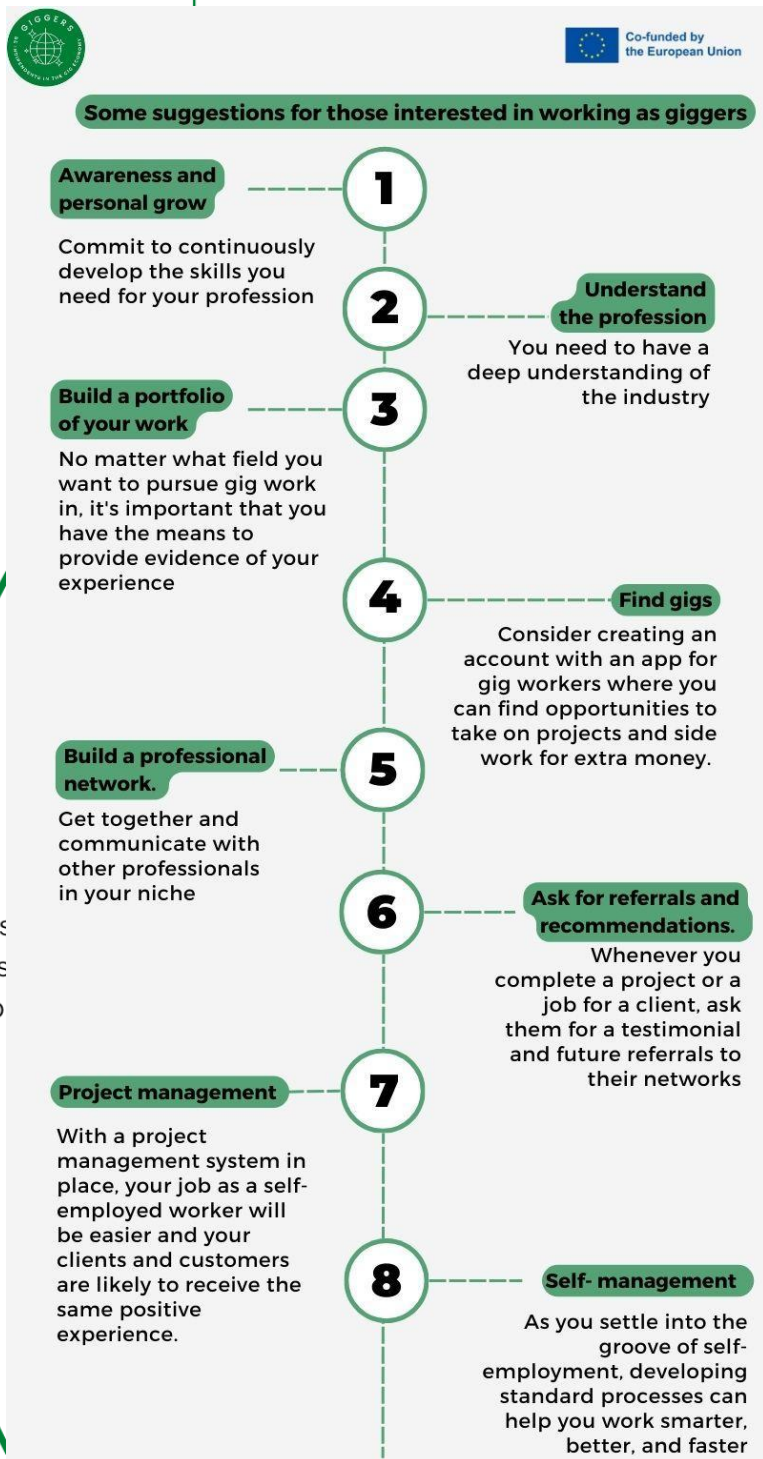 GIGGERS
Co-funded by
the European Union
Some suggestions for those interested in working as giggers
1
Awareness and
personal grow
Commit to continuously
develop the skills you
need for your profession
2
Understand
the profession
You need to have a
deep understanding of
the industry
3
Build a portfolio
of your work
No matter what field you
want to pursue gig work
in, it's important that you
have the means to
provide evidence of your
experience
4
Find gigs
Consider creating an
account with an app for
gig workers where you
can find opportunities to
take on projects and side
work for extra money.
5
Build a professional
network.
Get together and
communicate with
other professionals
in your niche
6
Ask for referrals and
recommendations.
Whenever you
complete a project or a
job for a client, ask
them for a testimonial
and future referrals to
their networks
7
Project management
With a project
management system in
place, your job as a self-
employed worker will
be easier and your
clients and customers
are likely to receive the
same positive
experience.
8
Self- management
As you settle into the
groove of self-
employment, developing
standard processes can
help you work smarter,
better, and faster